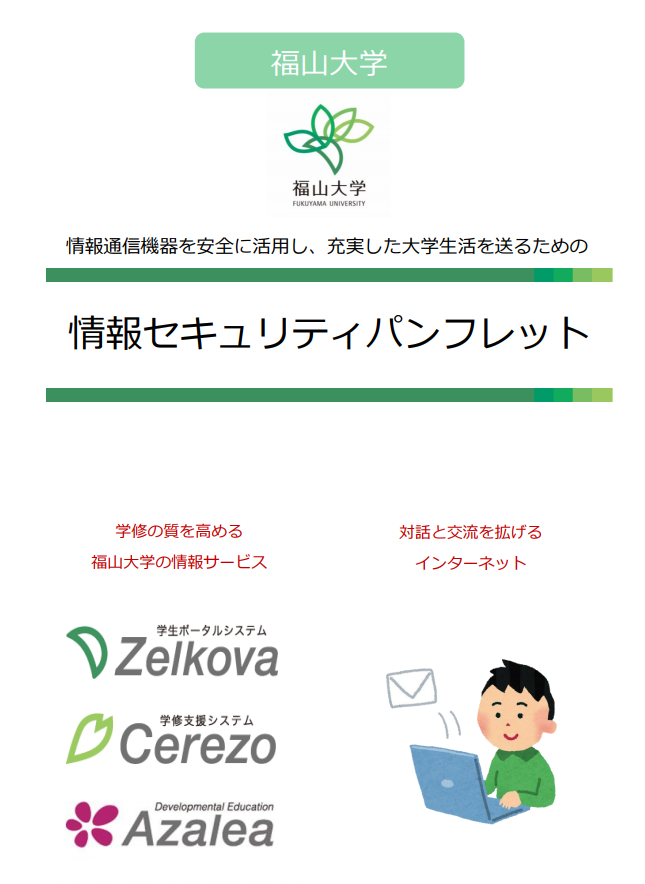 福山大学
福山大学
FUKUYAMA UNIVERSITY
情報通信機器を安全に活用し、充実した大学生活を送るための
情報セキュリティパンフレット
学修の質を高める
福山大学の情報サービス
対話と交流を拡げる
インターネット
学生ポータルシステム
Zelkova
学修支援システム
Cerezo
Developmental Education
Azalea